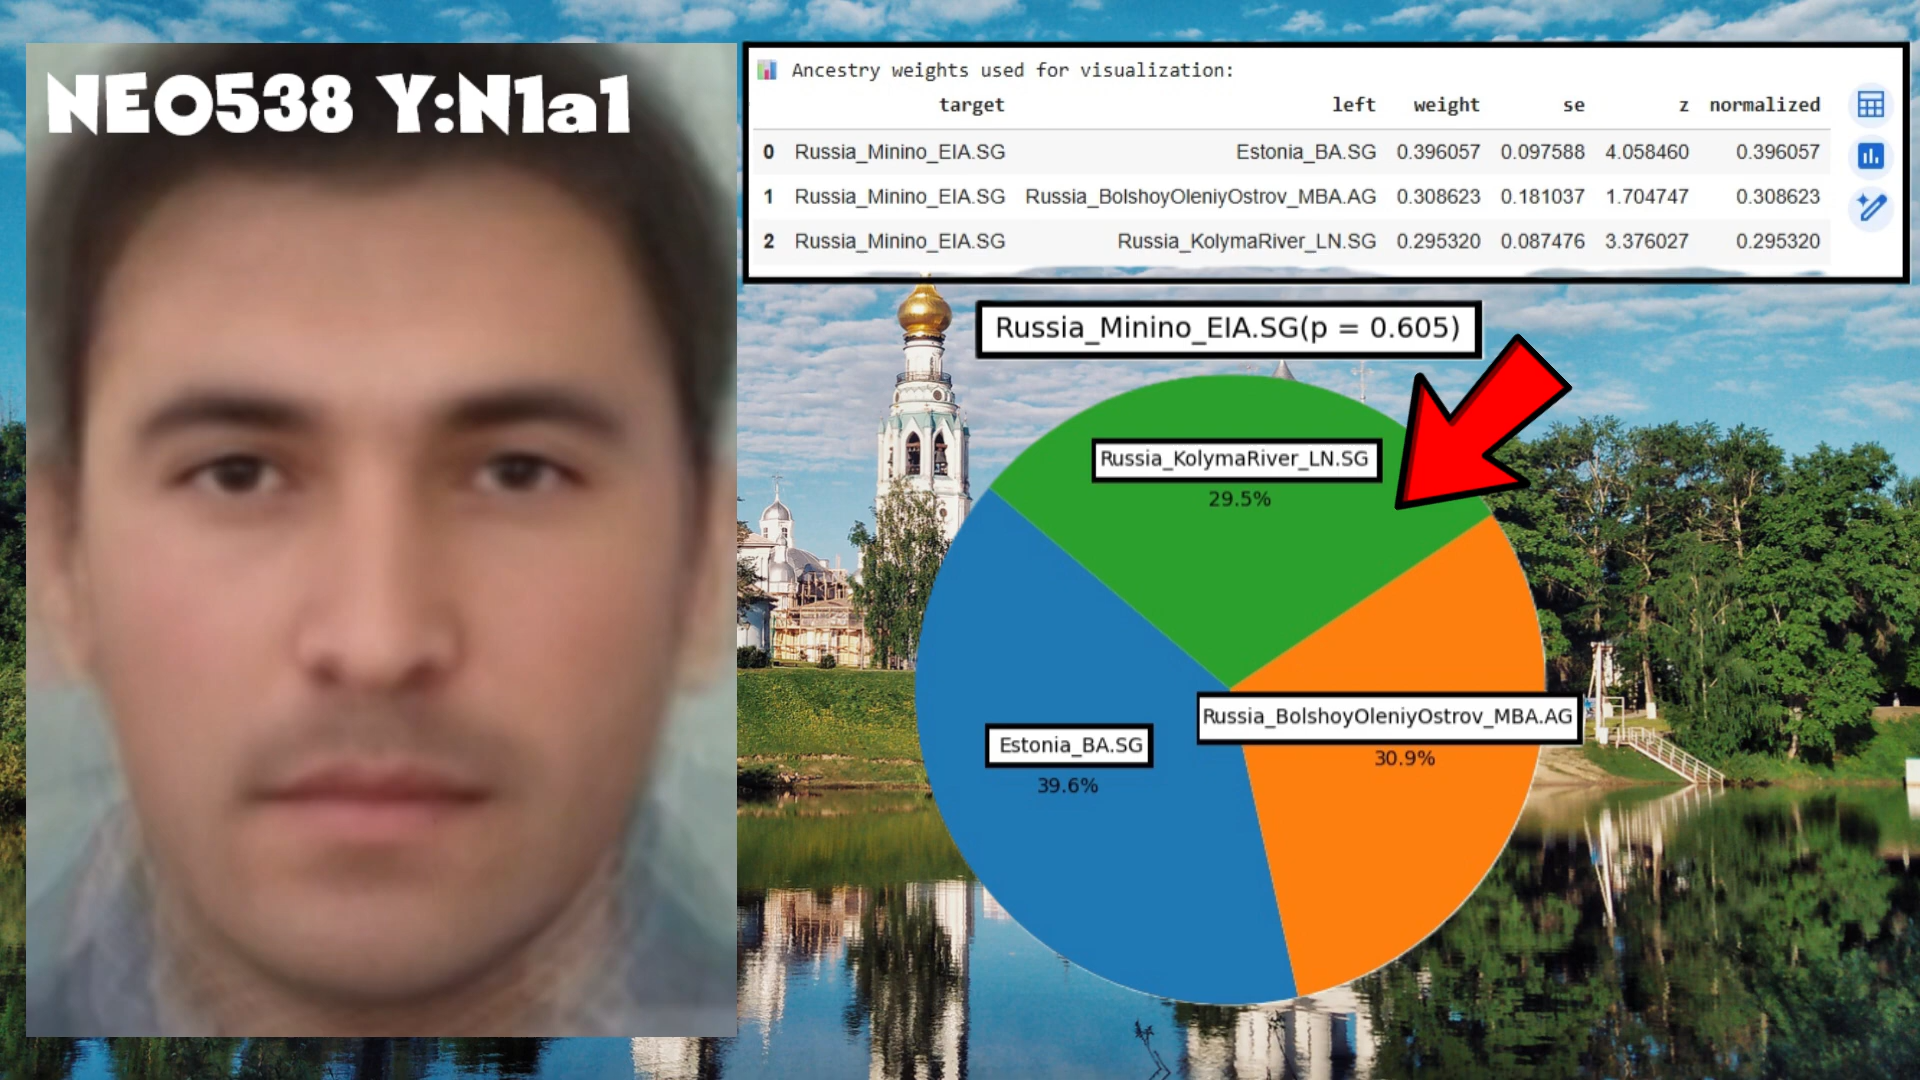 NEO538 Y:N1a1
Ancestry weights used for visualization:
target left weight se z normalized
0 Russia_Minino_EIA.SG Estonia_BA.SG 0.396057 0.097588 4.058460 0.396057
1 Russia_Minino_EIA.SG Russia_BolshoyOleniyOstrov_MBA.AG 0.308623 0.181037 1.704747 0.308623
2 Russia_Minino_EIA.SG Russia_KolymaRiver_LN.SG 0.295320 0.087476 3.376027 0.295320
Russia_Minino_EIA.SG(p = 0.605)
Russia_KolymaRiver_LN.SG
29.5%
Russia_BolshoyOleniyOstrov_MBA.AG
30.9%
Estonia_BA.SG
39.6%